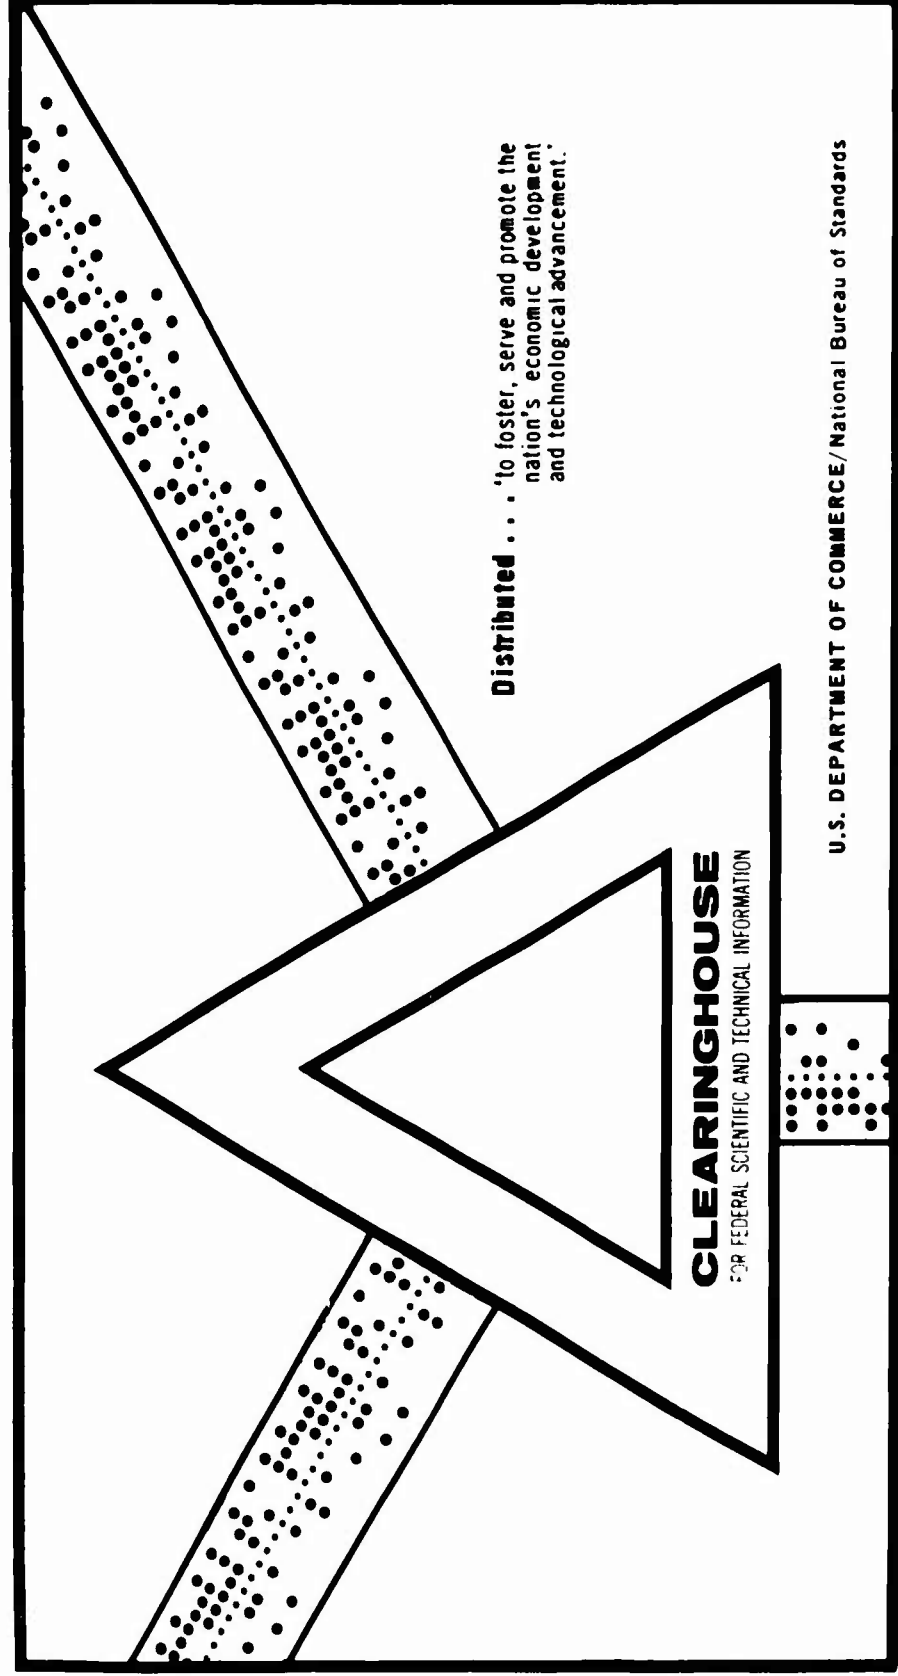 Distributed . . . 'to foster, serve and promote the
nation's economic development
and technological advancement.'
CLEARINGHOUSE
FOR FEDERAL SCIENTIFIC AND TECHNICAL INFORMATION
U.S. DEPARTMENT OF COMMERCE/National Bureau of Standards